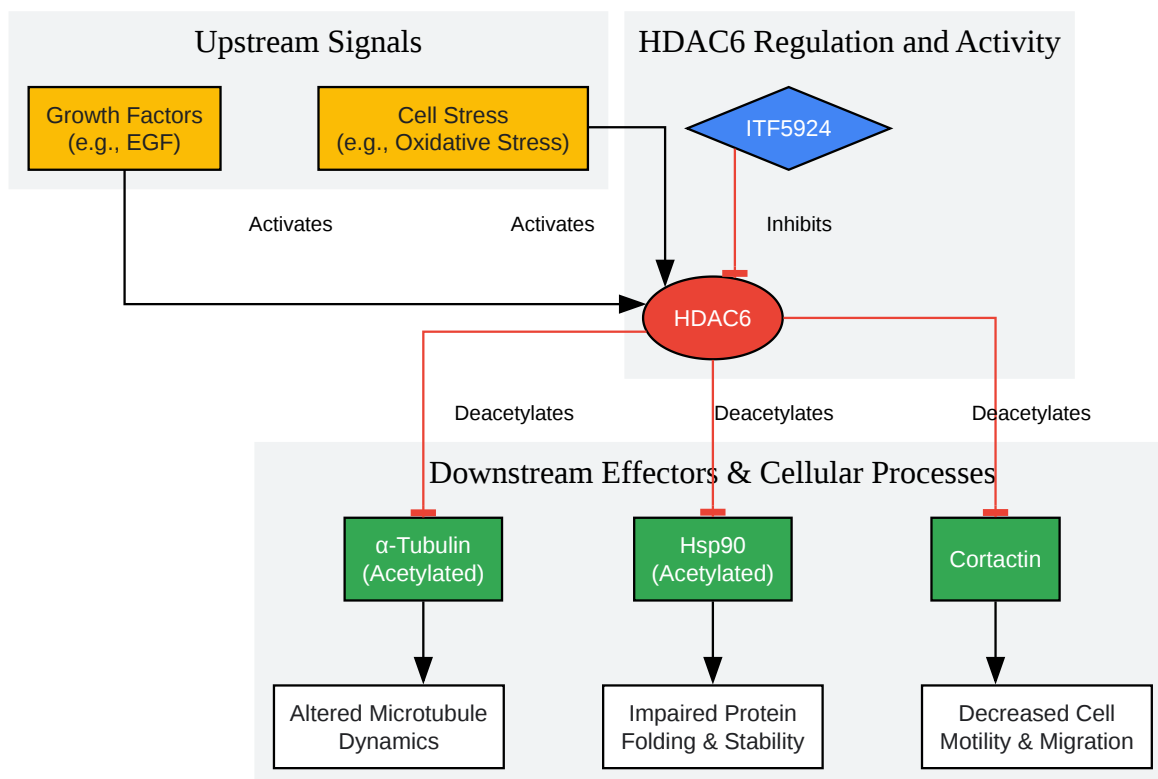 Upstream Signals
HDAC6 Regulation and Activity
Growth Factors
(e.g., EGF)
Cell Stress
(e.g., Oxidative Stress)
ITF5924
Activates
Activates
Inhibits
HDAC6
Deacetylates
Deacetylates
Deacetylates
Downstream Effectors & Cellular Processes
α-Tubulin
(Acetylated)
Hsp90
(Acetylated)
Cortactin
Altered Microtubule
Dynamics
Impaired Protein
Folding & Stability
Decreased Cell
Motility & Migration